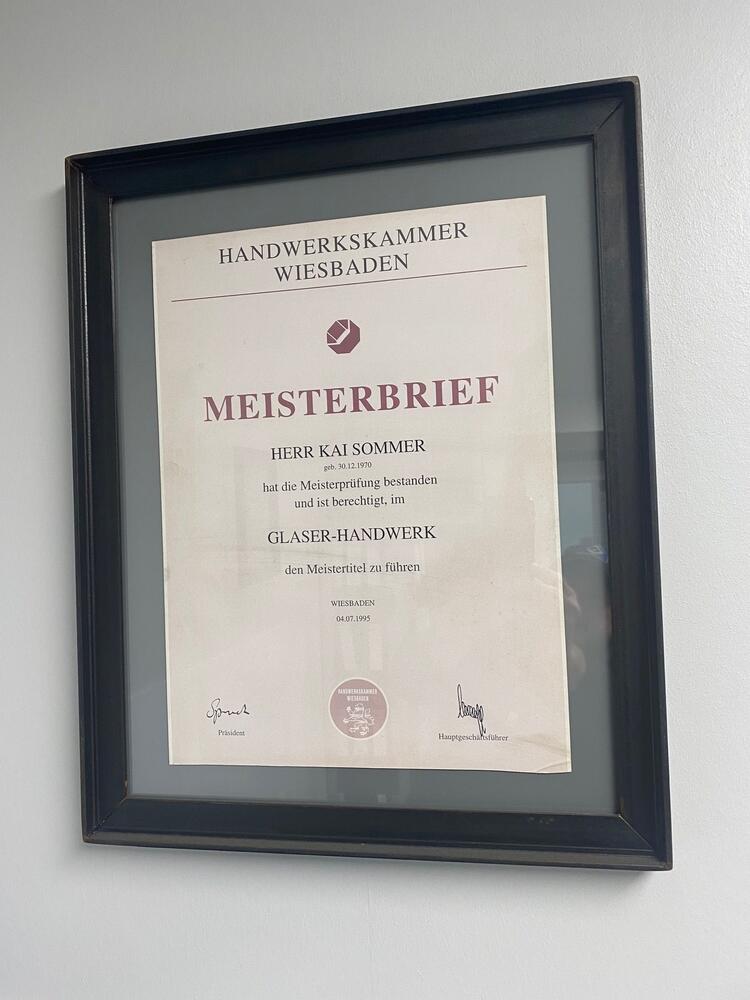 HANDWERKSKAMMER
WIESBADEN
MEISTERBRIEF
HERR KAI SOMMER
geb. 30.12.1970
hat die Meisterprüfung bestanden
und ist berechtigt, im
GLASER-HANDWERK
den Meistertitel zu führen
WIESBADEN
04.07.1995
HANDWERKSKAMMER
WIESBADEN
Präsident
Hauptgeschäftsführer